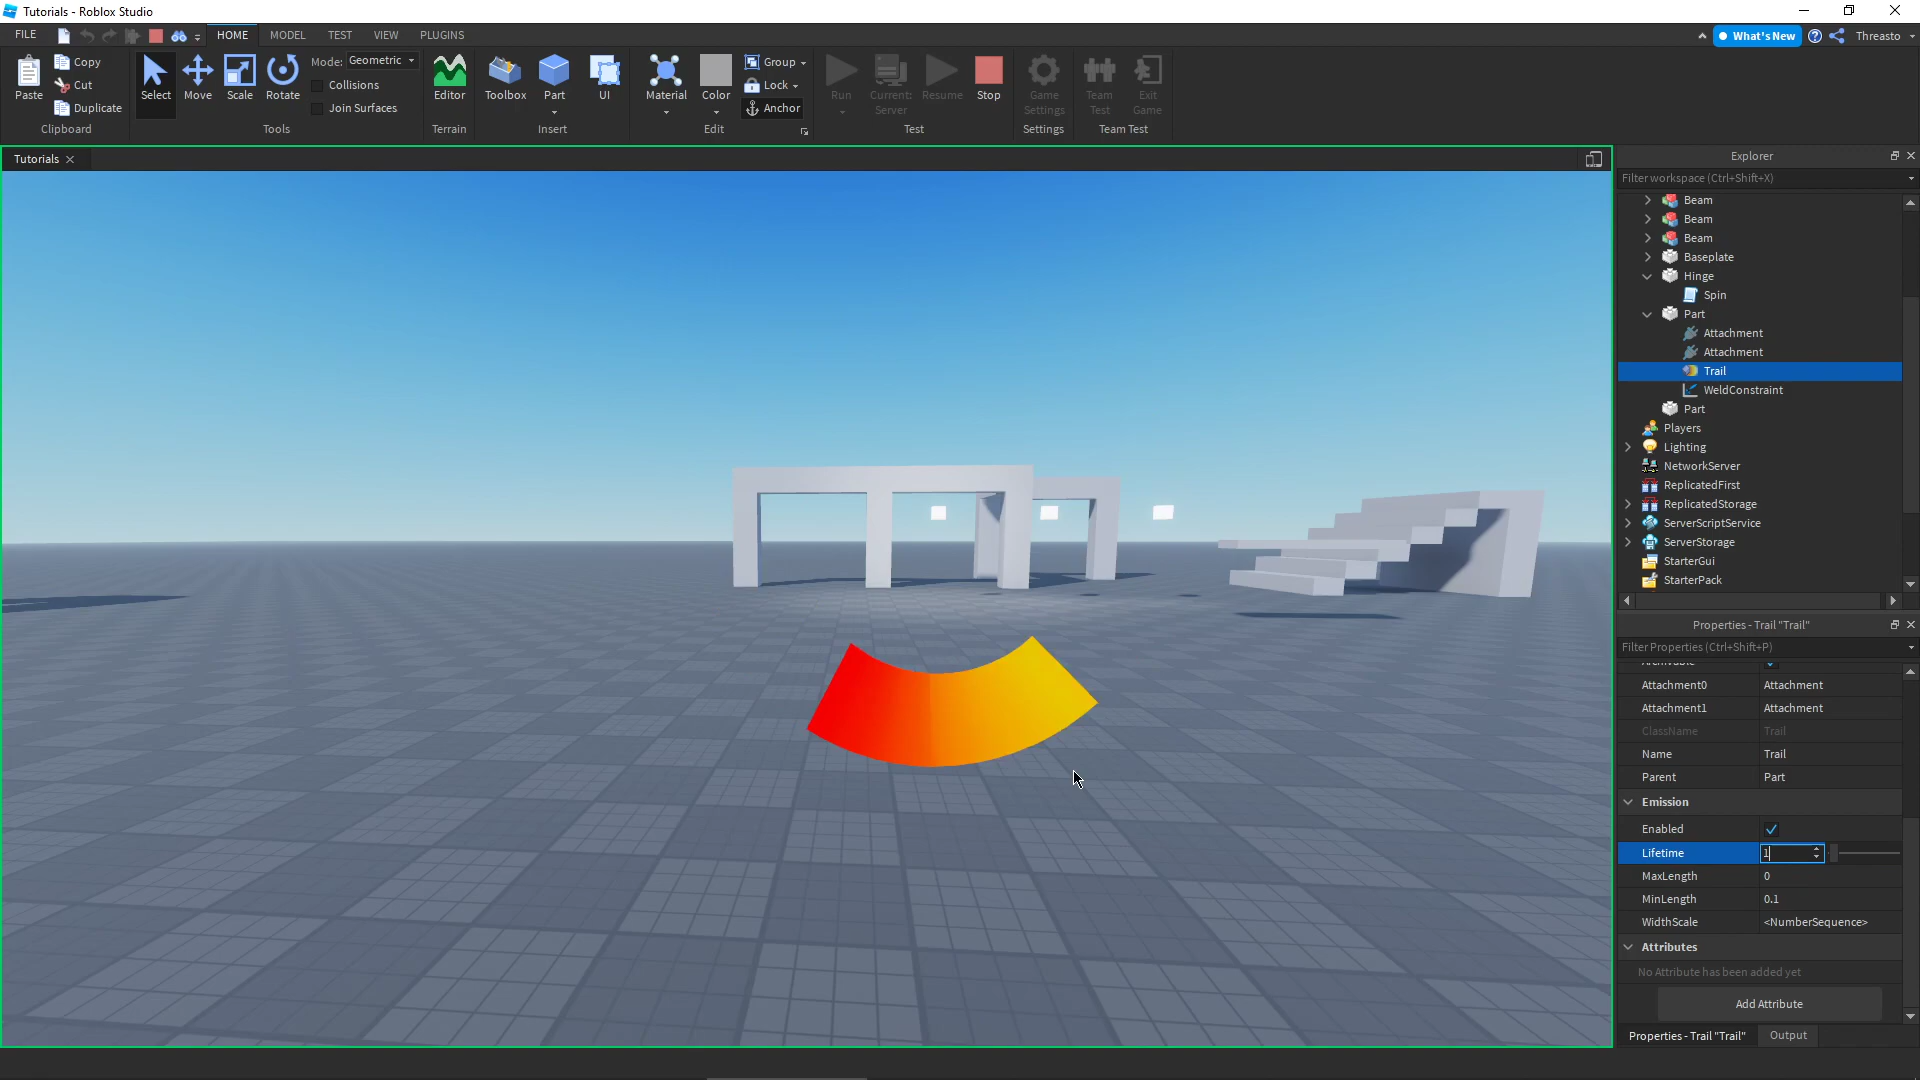 Tutorials - Roblox Studio
FILE HOME MODEL TEST VIEW PLUGINS What's New Threasto
Paste Copy Cut Duplicate Clipboard
Select Move Scale Rotate Mode: Geometric Collisions Join Surfaces Tools
Editor Terrain
Toolbox Part UI Insert
Material Color Group Lock Anchor Edit
Run Current: Server Resume Stop Test
Game Settings Settings
Team Test Exit Game Team Test
Tutorials
Explorer
Filter workspace (Ctrl+Shift+X)
Beam
Beam
Beam
Baseplate
Hinge
Spin
Part
Attachment
Attachment
Trail
WeldConstraint
Part
Players
Lighting
NetworkServer
ReplicatedFirst
ReplicatedStorage
ServerScriptService
ServerStorage
StarterGui
StarterPack
Properties - Trail "Trail"
Filter Properties (Ctrl+Shift+P)
Archivable
Attachment0 Attachment
Attachment1 Attachment
ClassName Trail
Name Trail
Parent Part
Emission
Enabled
Lifetime 1
MaxLength 0
MinLength 0.1
WidthScale <NumberSequence>
Attributes
No Attribute has been added yet
Add Attribute
Properties - Trail "Trail" Output